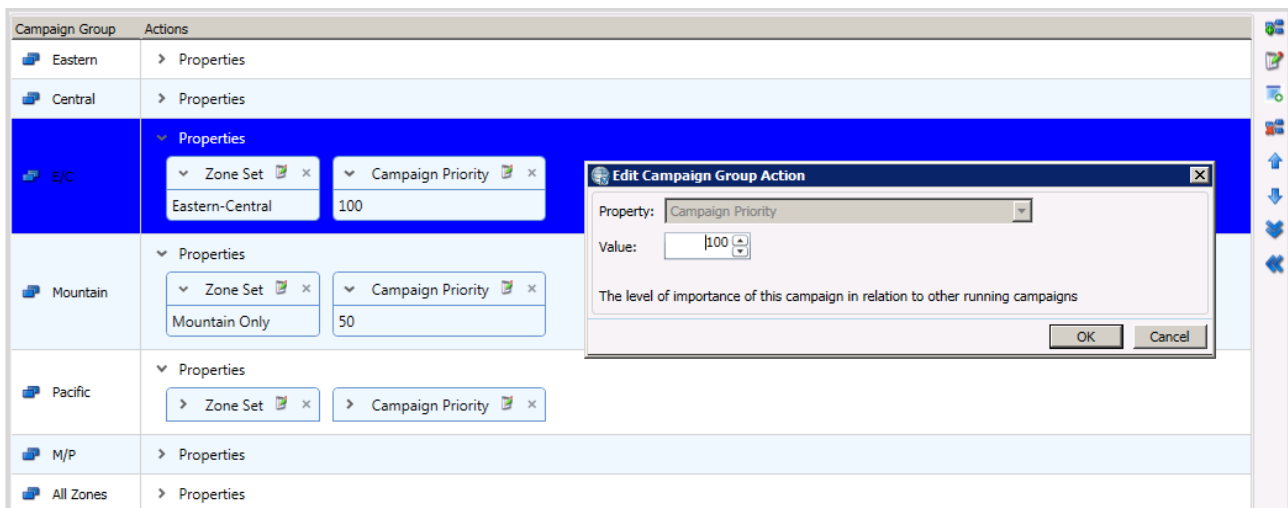 Campaign Group Actions
Eastern Properties
Central Properties
Properties
E/C
Zone Set Campaign Priority
Eastern-Central 100
Edit Campaign Group Action
Property: Campaign Priority
Value: 100
The level of importance of this campaign in relation to other running campaigns
OK Cancel
Properties
Mountain
Zone Set Campaign Priority
Mountain Only 50
Properties
Pacific
Zone Set Campaign Priority
M/P Properties
All Zones Properties